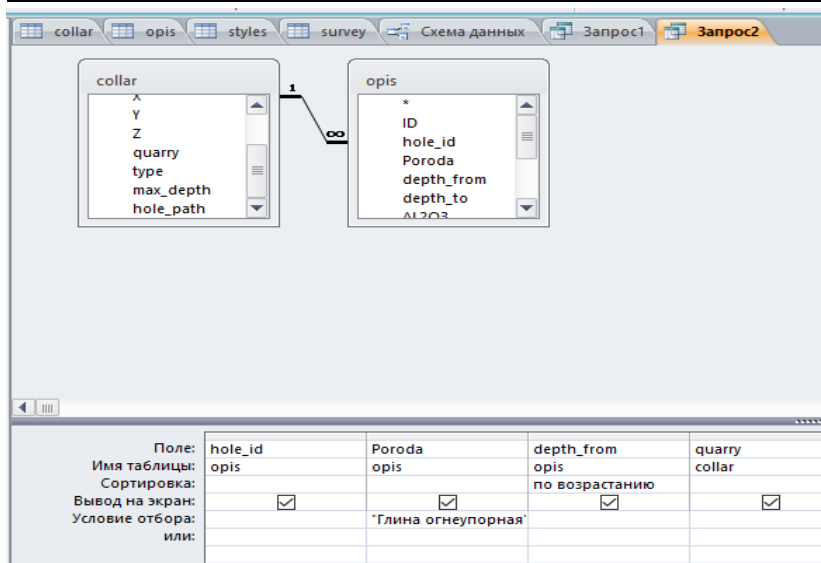 collar opis styles survey Схема данных Запрос1 Запрос2
collar
X
Y
Z
quarry
type
max_depth
hole_path
1
∞
opis
*
ID
hole_id
Poroda
depth_from
depth_to
AL2O3
Поле: hole_id Poroda depth_from quarry
Имя таблицы: opis opis opis collar
Сортировка: по возрастанию
Вывод на экран:
Условие отбора: "Глина огнеупорная"
или: